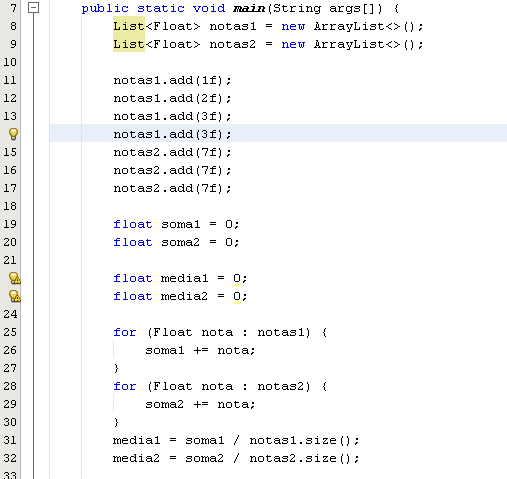 7 public static void main(String args[]) {
8 List<Float> notas1 = new ArrayList<>();
9 List<Float> notas2 = new ArrayList<>();
10
11 notas1.add(1f);
12 notas1.add(2f);
13 notas1.add(3f);
notas1.add(3f);
15 notas2.add(7f);
16 notas2.add(7f);
17 notas2.add(7f);
18
19 float soma1 = 0;
20 float soma2 = 0;
21
float media1 = 0;
float media2 = 0;
24
25 for (Float nota : notas1) {
26 soma1 += nota;
27 }
28 for (Float nota : notas2) {
29 soma2 += nota;
30 }
31 media1 = soma1 / notas1.size();
32 media2 = soma2 / notas2.size();
33